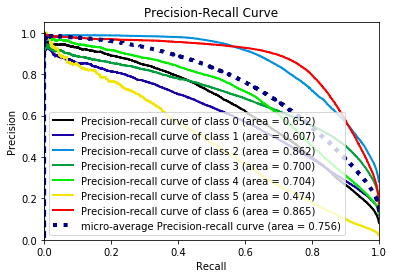 Precision-Recall Curve
Precision
1.0
0.8
0.6
0.4
0.2
0.0
Precision-recall curve of class 0 (area = 0.652)
Precision-recall curve of class 1 (area = 0.607)
Precision-recall curve of class 2 (area = 0.862)
Precision-recall curve of class 3 (area = 0.700)
Precision-recall curve of class 4 (area = 0.704)
Precision-recall curve of class 5 (area = 0.474)
Precision-recall curve of class 6 (area = 0.865)
micro-average Precision-recall curve (area = 0.756)
0.0 0.2 0.4 0.6 0.8 1.0
Recall